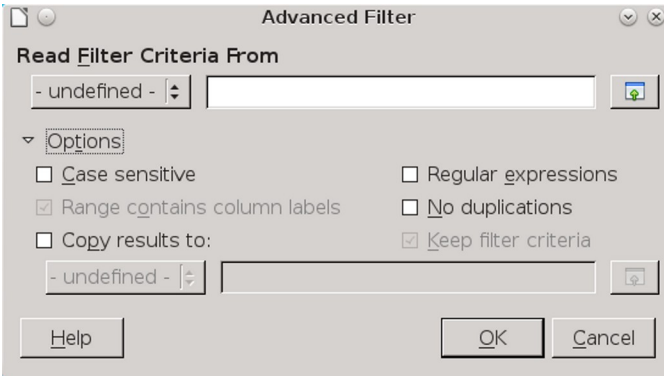 Advanced Filter
Read Filter Criteria From
- undefined -
Options
Case sensitive
Regular expressions
Range contains column labels
No duplications
Copy results to:
Keep filter criteria
- undefined -
Help
OK
Cancel